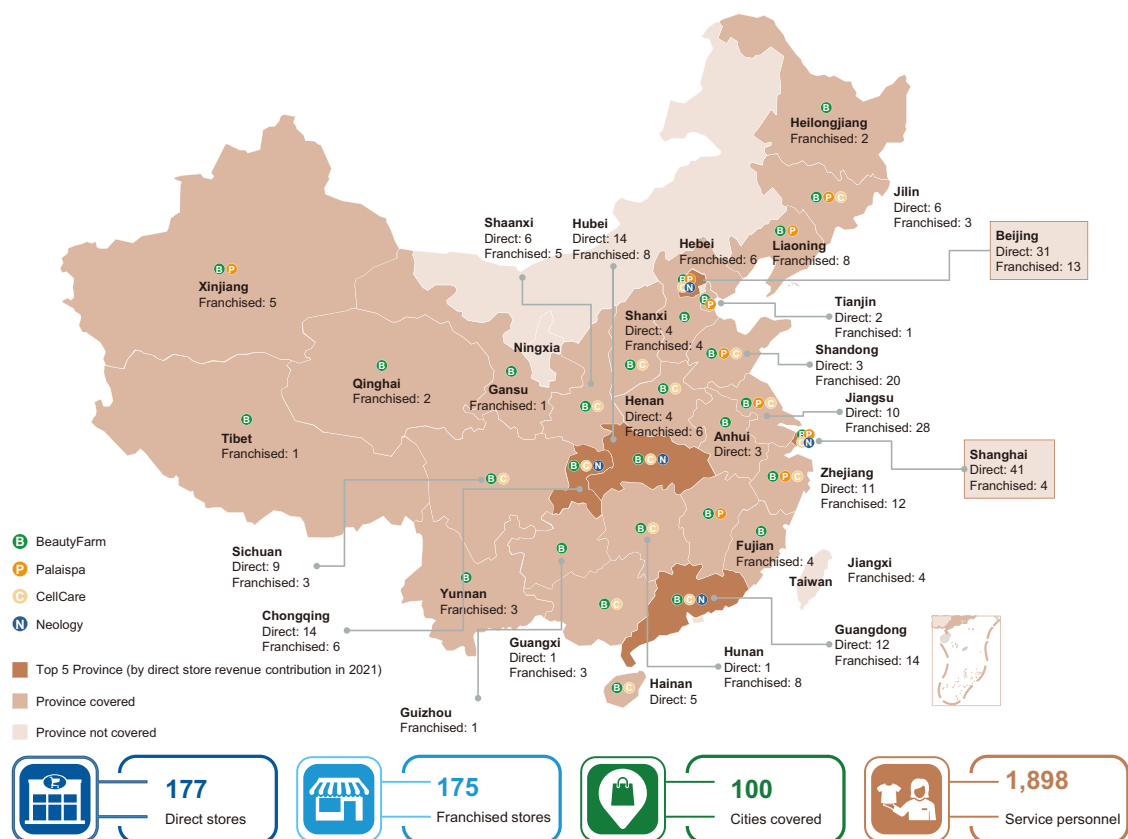 B
Heilongjiang
Franchised: 2
B P C
Jilin
Direct: 6
Franchised: 3
Shaanxi
Direct: 6
Franchised: 5
Hubei
Direct: 14
Franchised: 8
Hebei
Franchised: 6
B P
Liaoning
Franchised: 8
Beijing
Direct: 31
Franchised: 13
B P
Xinjiang
Franchised: 5
B P
C N
B
P
Tianjin
Direct: 2
Franchised: 1
B
Shanxi
Direct: 4
Franchised: 4
B C
Ningxia
B P C
Shandong
Direct: 3
Franchised: 20
B
Qinghai
Franchised: 2
B
Gansu
Franchised: 1
B C
B C
Henan
Direct: 4
Franchised: 6
B P C
Jiangsu
Direct: 10
Franchised: 28
B
Tibet
Franchised: 1
B
Anhui
Direct: 3
B P
C N
Shanghai
Direct: 41
Franchised: 4
B C N
B C N
B C
B P C
Zhejiang
Direct: 11
Franchised: 12
B P
B C
B
Fujian
Franchised: 4
Jiangxi
Franchised: 4
Taiwan
B BeautyFarm
P Palaispa
C CellCare
N Neology
Sichuan
Direct: 9
Franchised: 3
B
B
Yunnan
Franchised: 3
B C
B C N
Chongqing
Direct: 14
Franchised: 6
Guangxi
Direct: 1
Franchised: 3
Guangdong
Direct: 12
Franchised: 14
Hunan
Direct: 1
Franchised: 8
B C
Hainan
Direct: 5
Guizhou
Franchised: 1
Top 5 Province (by direct store revenue contribution in 2021)
Province covered
Province not covered
177
Direct stores
175
Franchised stores
100
Cities covered
1,898
Service personnel